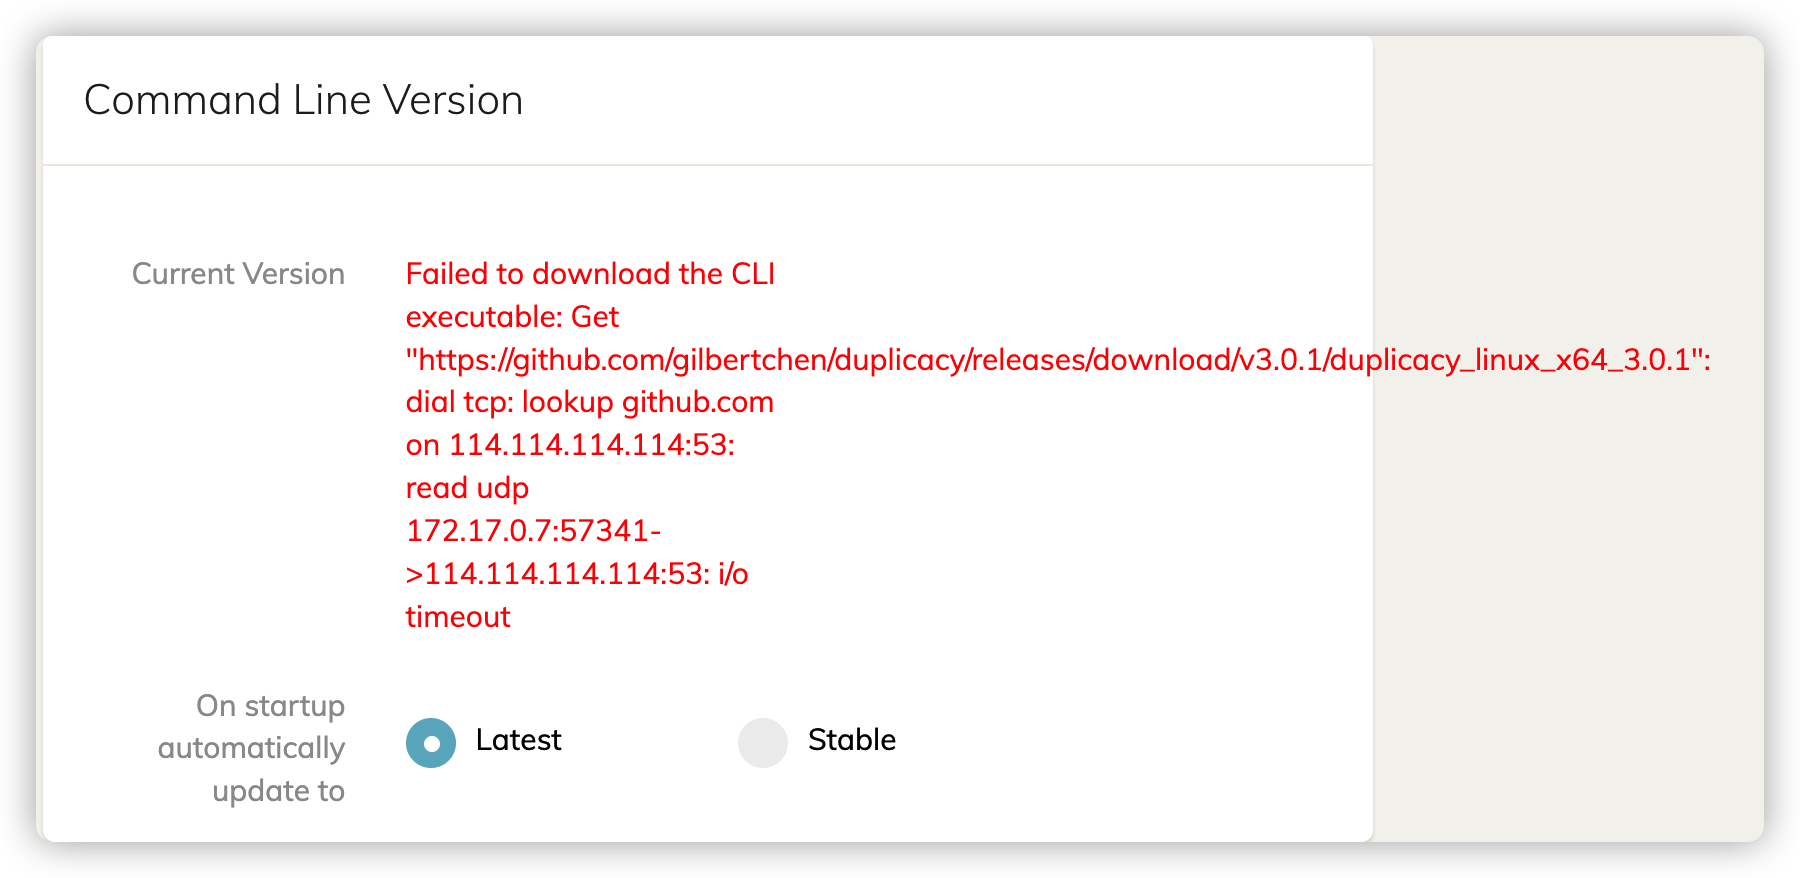 Command Line Version
Current Version
Failed to download the CLI
executable: Get
"https://github.com/gilbertchen/duplicacy/releases/download/v3.0.1/duplicacy_linux_x64_3.0.1":
dial tcp: lookup github.com
on 114.114.114.114:53:
read udp
172.17.0.7:57341-
>114.114.114.114:53: i/o
timeout
On startup
automatically
update to
Latest
Stable